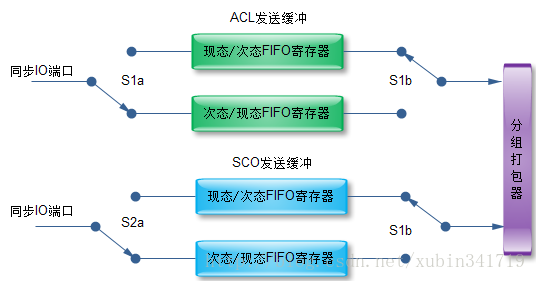 ACL发送缓冲
现态/次态FIFO寄存器
同步IO端口
S1a
S1b
次态/现态FIFO寄存器
分组打包器
SCO发送缓冲
现态/次态FIFO寄存器
同步IO端口
S2a
S1b
次态/现态FIFO寄存器
sdn.net/xubin341719